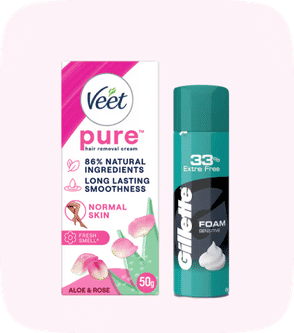 Veet
pure™
hair removal cream
86% NATURAL
INGREDIENTS
LONG LASTING
SMOOTHNESS
NORMAL
SKIN
FRESH
SMELL*
ALOE & ROSE
50g
33%
Extra Free
Gillette
FOAM
SENSITIVE